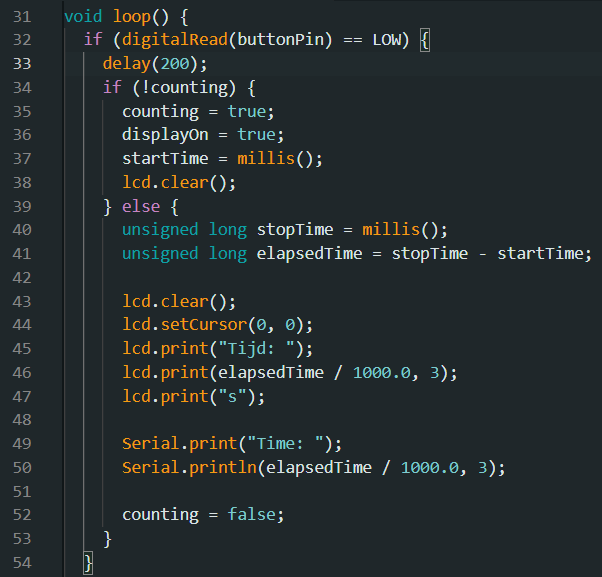 31 void loop() {
32   if (digitalRead(buttonPin) == LOW) {
33     delay(200);
34     if (!counting) {
35       counting = true;
36       displayOn = true;
37       startTime = millis();
38       lcd.clear();
39     } else {
40       unsigned long stopTime = millis();
41       unsigned long elapsedTime = stopTime - startTime;
42
43       lcd.clear();
44       lcd.setCursor(0, 0);
45       lcd.print("Tijd: ");
46       lcd.print(elapsedTime / 1000.0, 3);
47       lcd.print("s");
48
49       Serial.print("Time: ");
50       Serial.println(elapsedTime / 1000.0, 3);
51
52       counting = false;
53     }
54   }